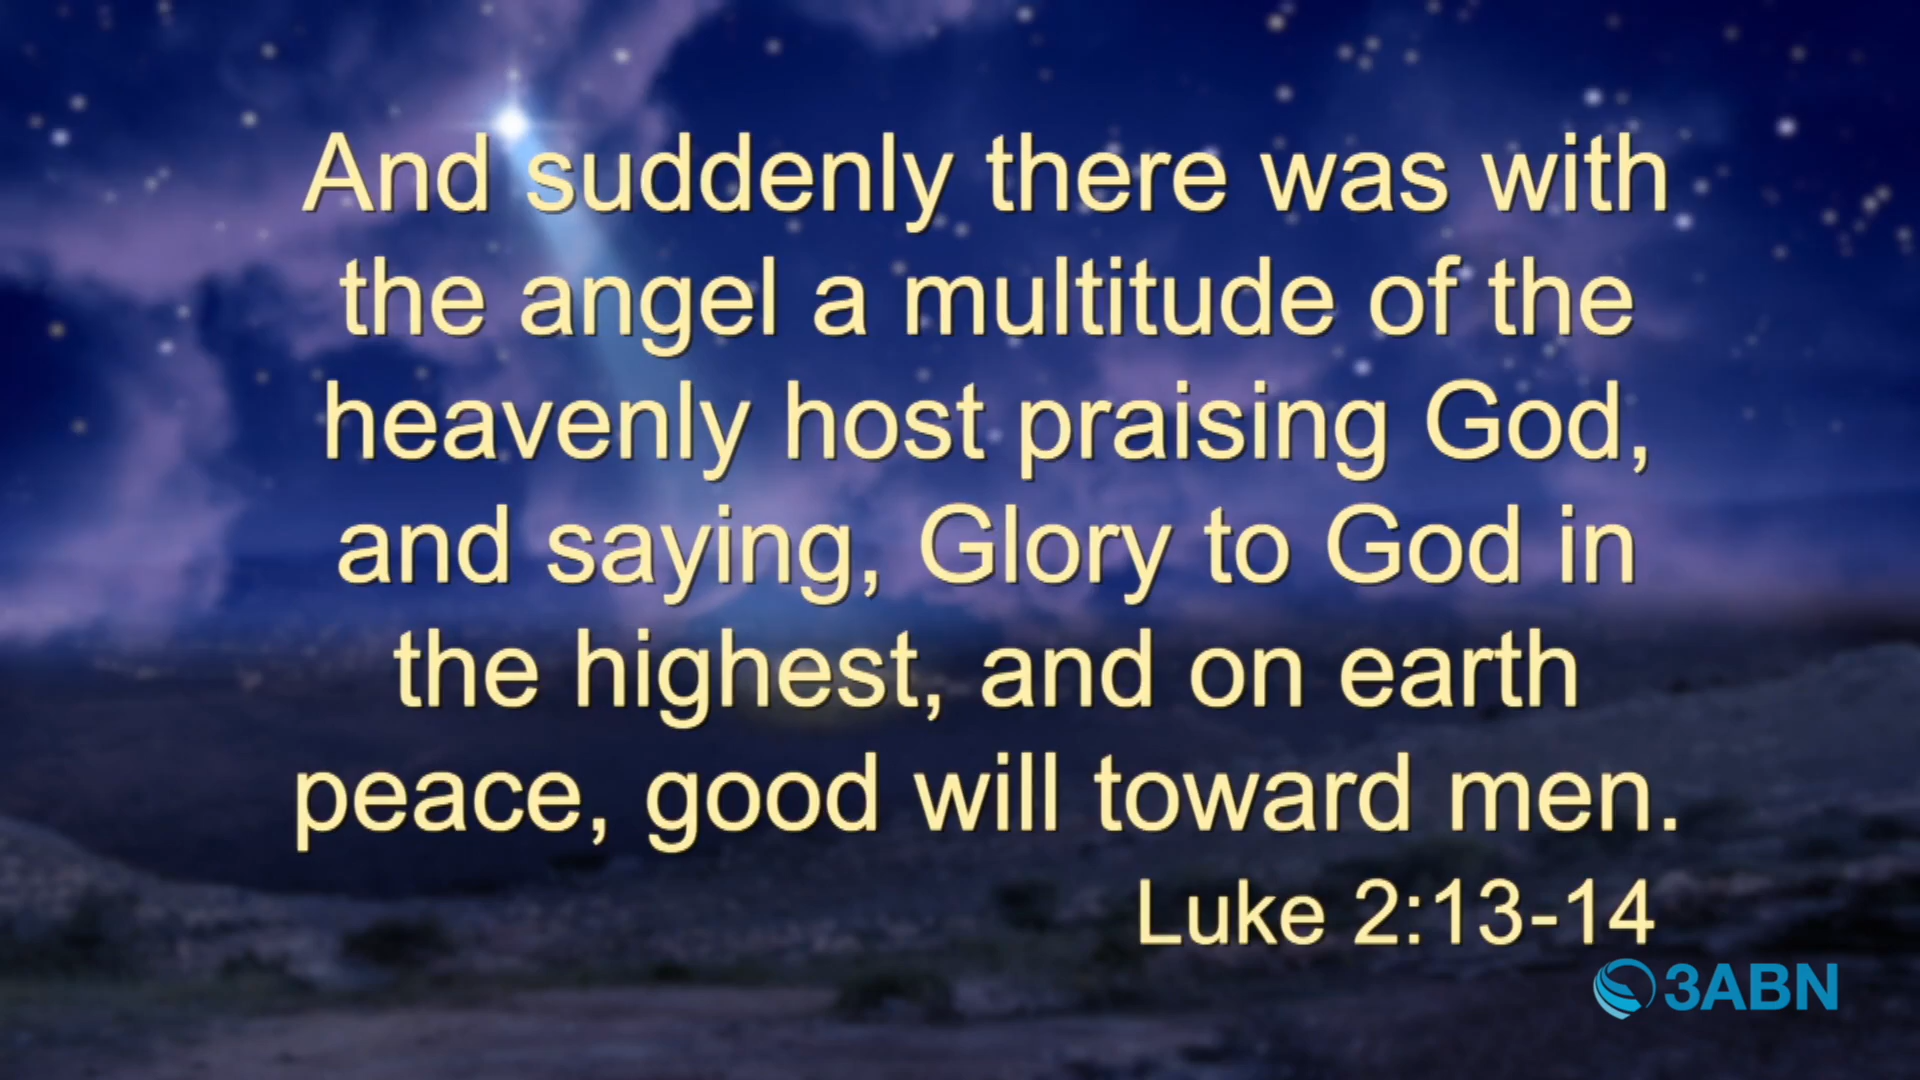 And suddenly there was with
the angel a multitude of the
heavenly host praising God,
and saying, Glory to God in
the highest, and on earth
peace, good will toward men.
Luke 2:13-14
3ABN